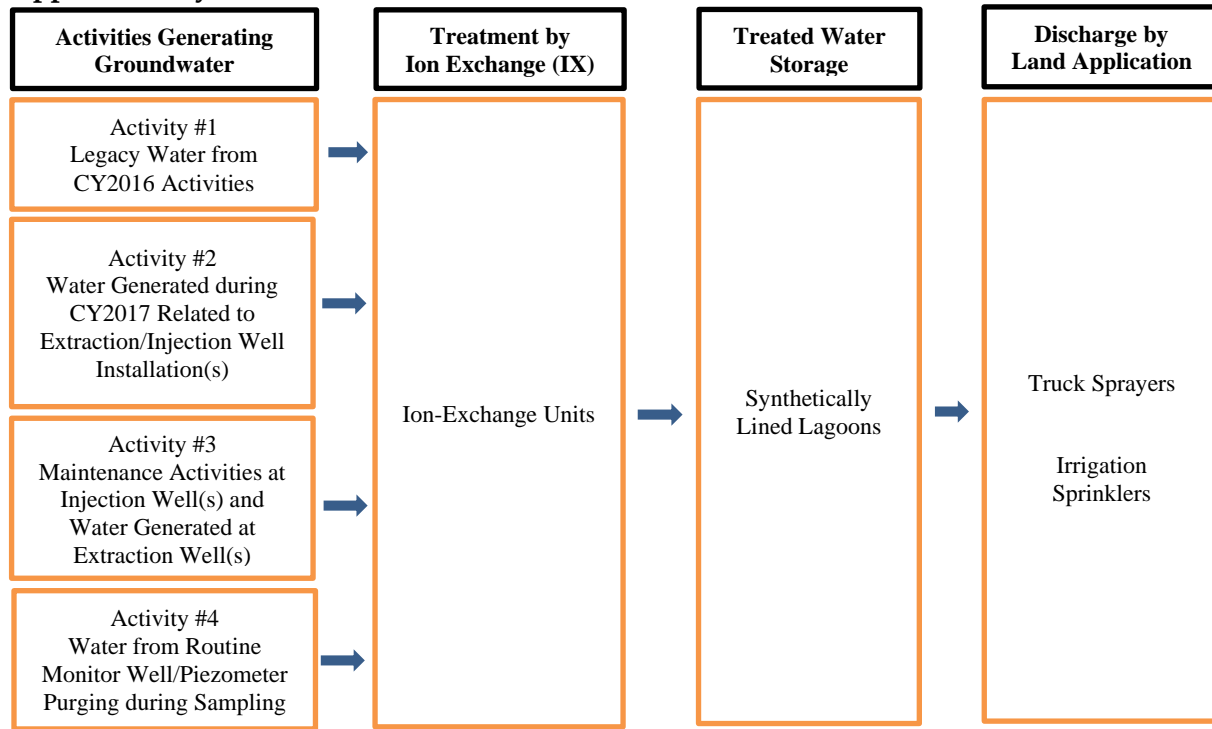 Activities Generating
Groundwater
Treatment by
Ion Exchange (IX)
Treated Water
Storage
Discharge by
Land Application
Activity #1
Legacy Water from
CY2016 Activities
Activity #2
Water Generated during
CY2017 Related to
Extraction/Injection Well
Installation(s)
Activity #3
Maintenance Activities at
Injection Well(s) and
Water Generated at
Extraction Well(s)
Activity #4
Water from Routine
Monitor Well/Piezometer
Purging during Sampling
Ion-Exchange Units
Synthetically
Lined Lagoons
Truck Sprayers
Irrigation
Sprinklers